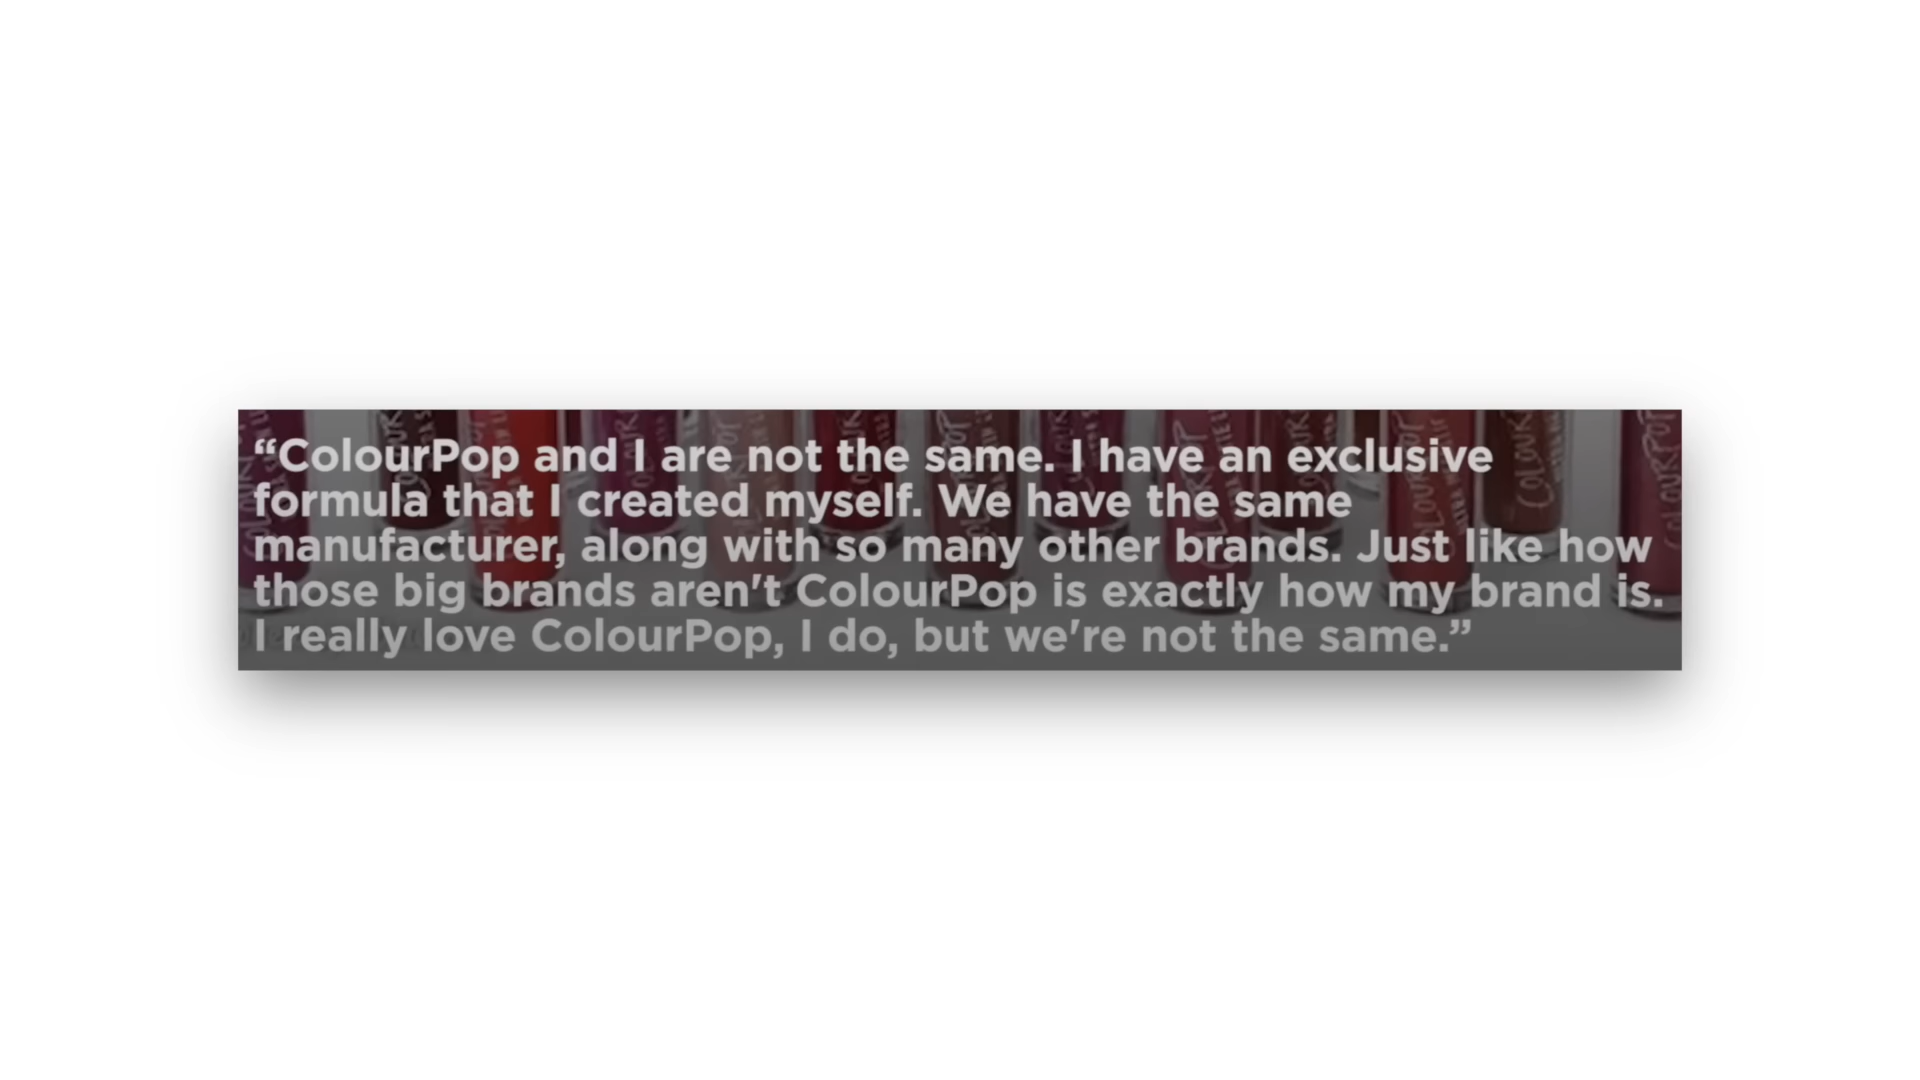 “ColourPop and I are not the same. I have an exclusive
formula that I created myself. We have the same
manufacturer, along with so many other brands. Just like how
those big brands aren't ColourPop is exactly how my brand is.
I really love ColourPop, I do, but we're not the same.”